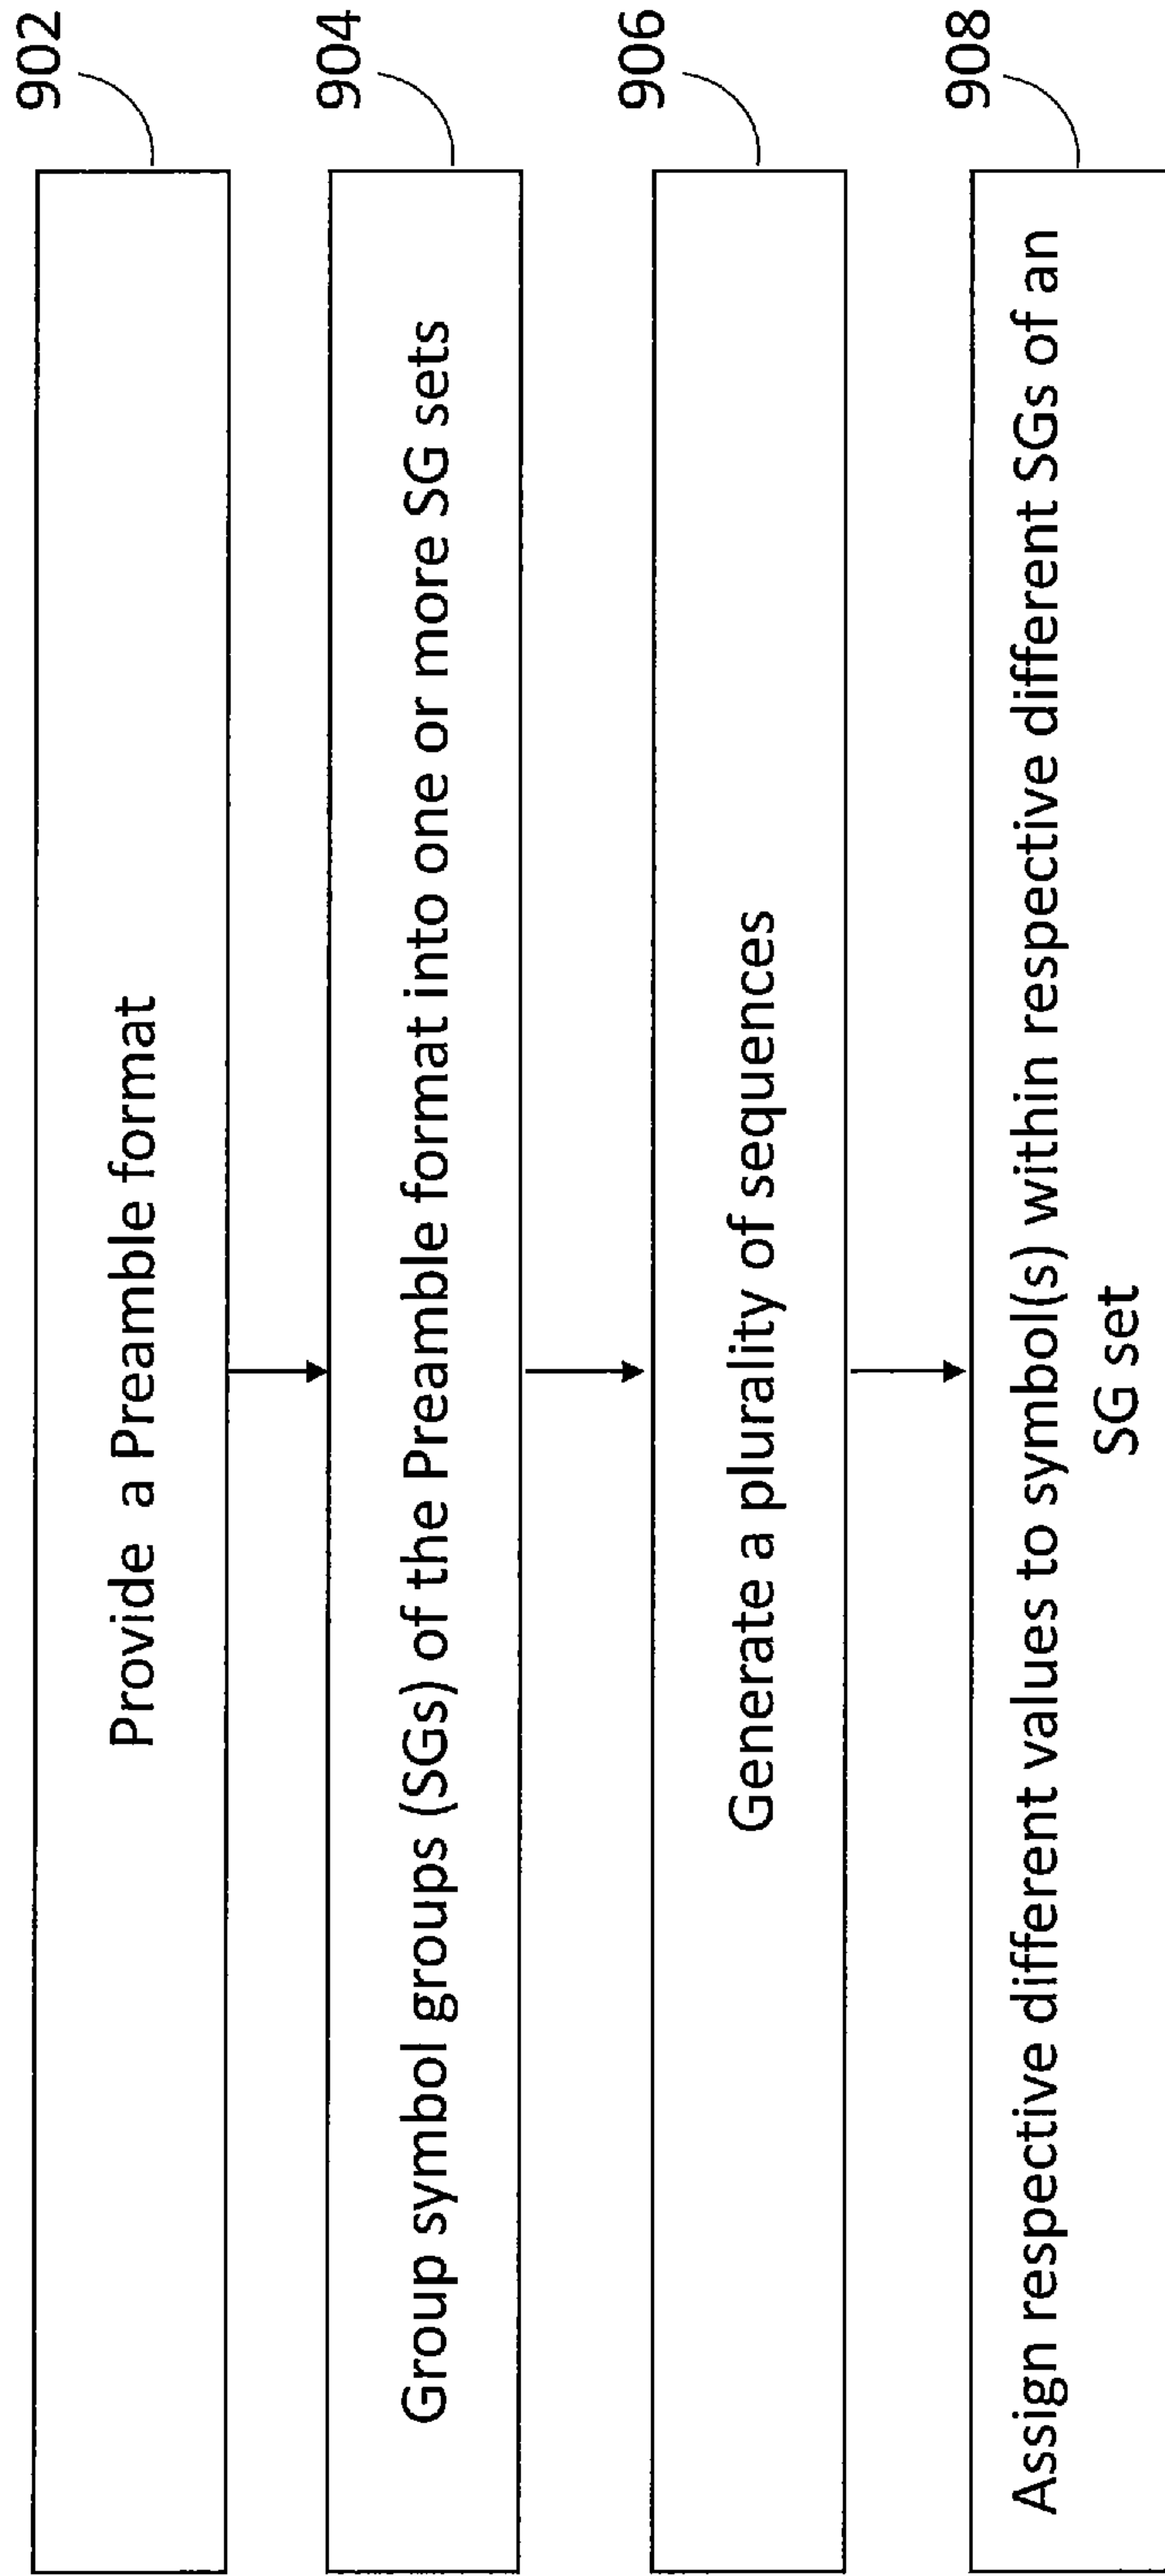 902
Provide a Preamble format
904
Group symbol groups (SGs) of the Preamble format into one or more SG sets
906
Generate a plurality of sequences
908
Assign respective different values to symbol(s) within respective different SGs of an
SG set